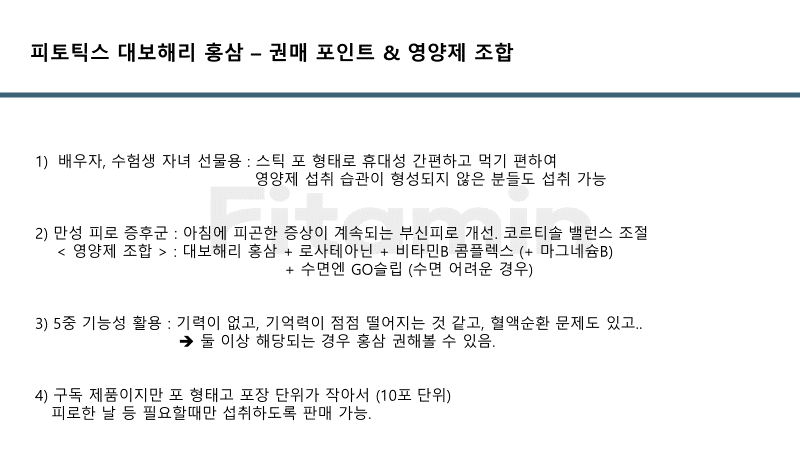 피토틱스 대보해리 홍삼 – 권매 포인트 & 영양제 조합
Fitamin
1) 배우자, 수험생 자녀 선물용 : 스틱 포 형태로 휴대성 간편하고 먹기 편하여
영양제 섭취 습관이 형성되지 않은 분들도 섭취 가능
2) 만성 피로 증후군 : 아침에 피곤한 증상이 계속되는 부신피로 개선. 코르티솔 밸런스 조절
< 영양제 조합 > : 대보해리 홍삼 + 로사테아닌 + 비타민B 콤플렉스 (+ 마그네슘B)
+ 수면엔 GO슬립 (수면 어려운 경우)
3) 5중 기능성 활용 : 기력이 없고, 기억력이 점점 떨어지는 것 같고, 혈액순환 문제도 있고..
➔ 둘 이상 해당되는 경우 홍삼 권해볼 수 있음.
4) 구독 제품이지만 포 형태고 포장 단위가 작아서 (10포 단위)
피로한 날 등 필요할때만 섭취하도록 판매 가능.